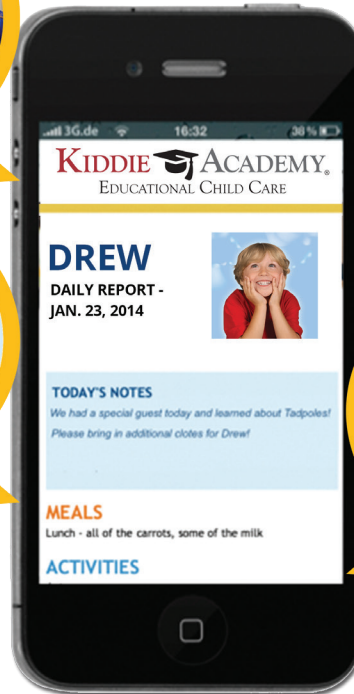 3G.de 16:32 38%
KIDDIE ACADEMY®
EDUCATIONAL CHILD CARE
DREW
DAILY REPORT -
JAN. 23, 2014
TODAY'S NOTES
We had a special guest today and learned about Tadpoles!
Please bring in additional clotes for Drew!
MEALS
Lunch - all of the carrots, some of the milk
ACTIVITIES